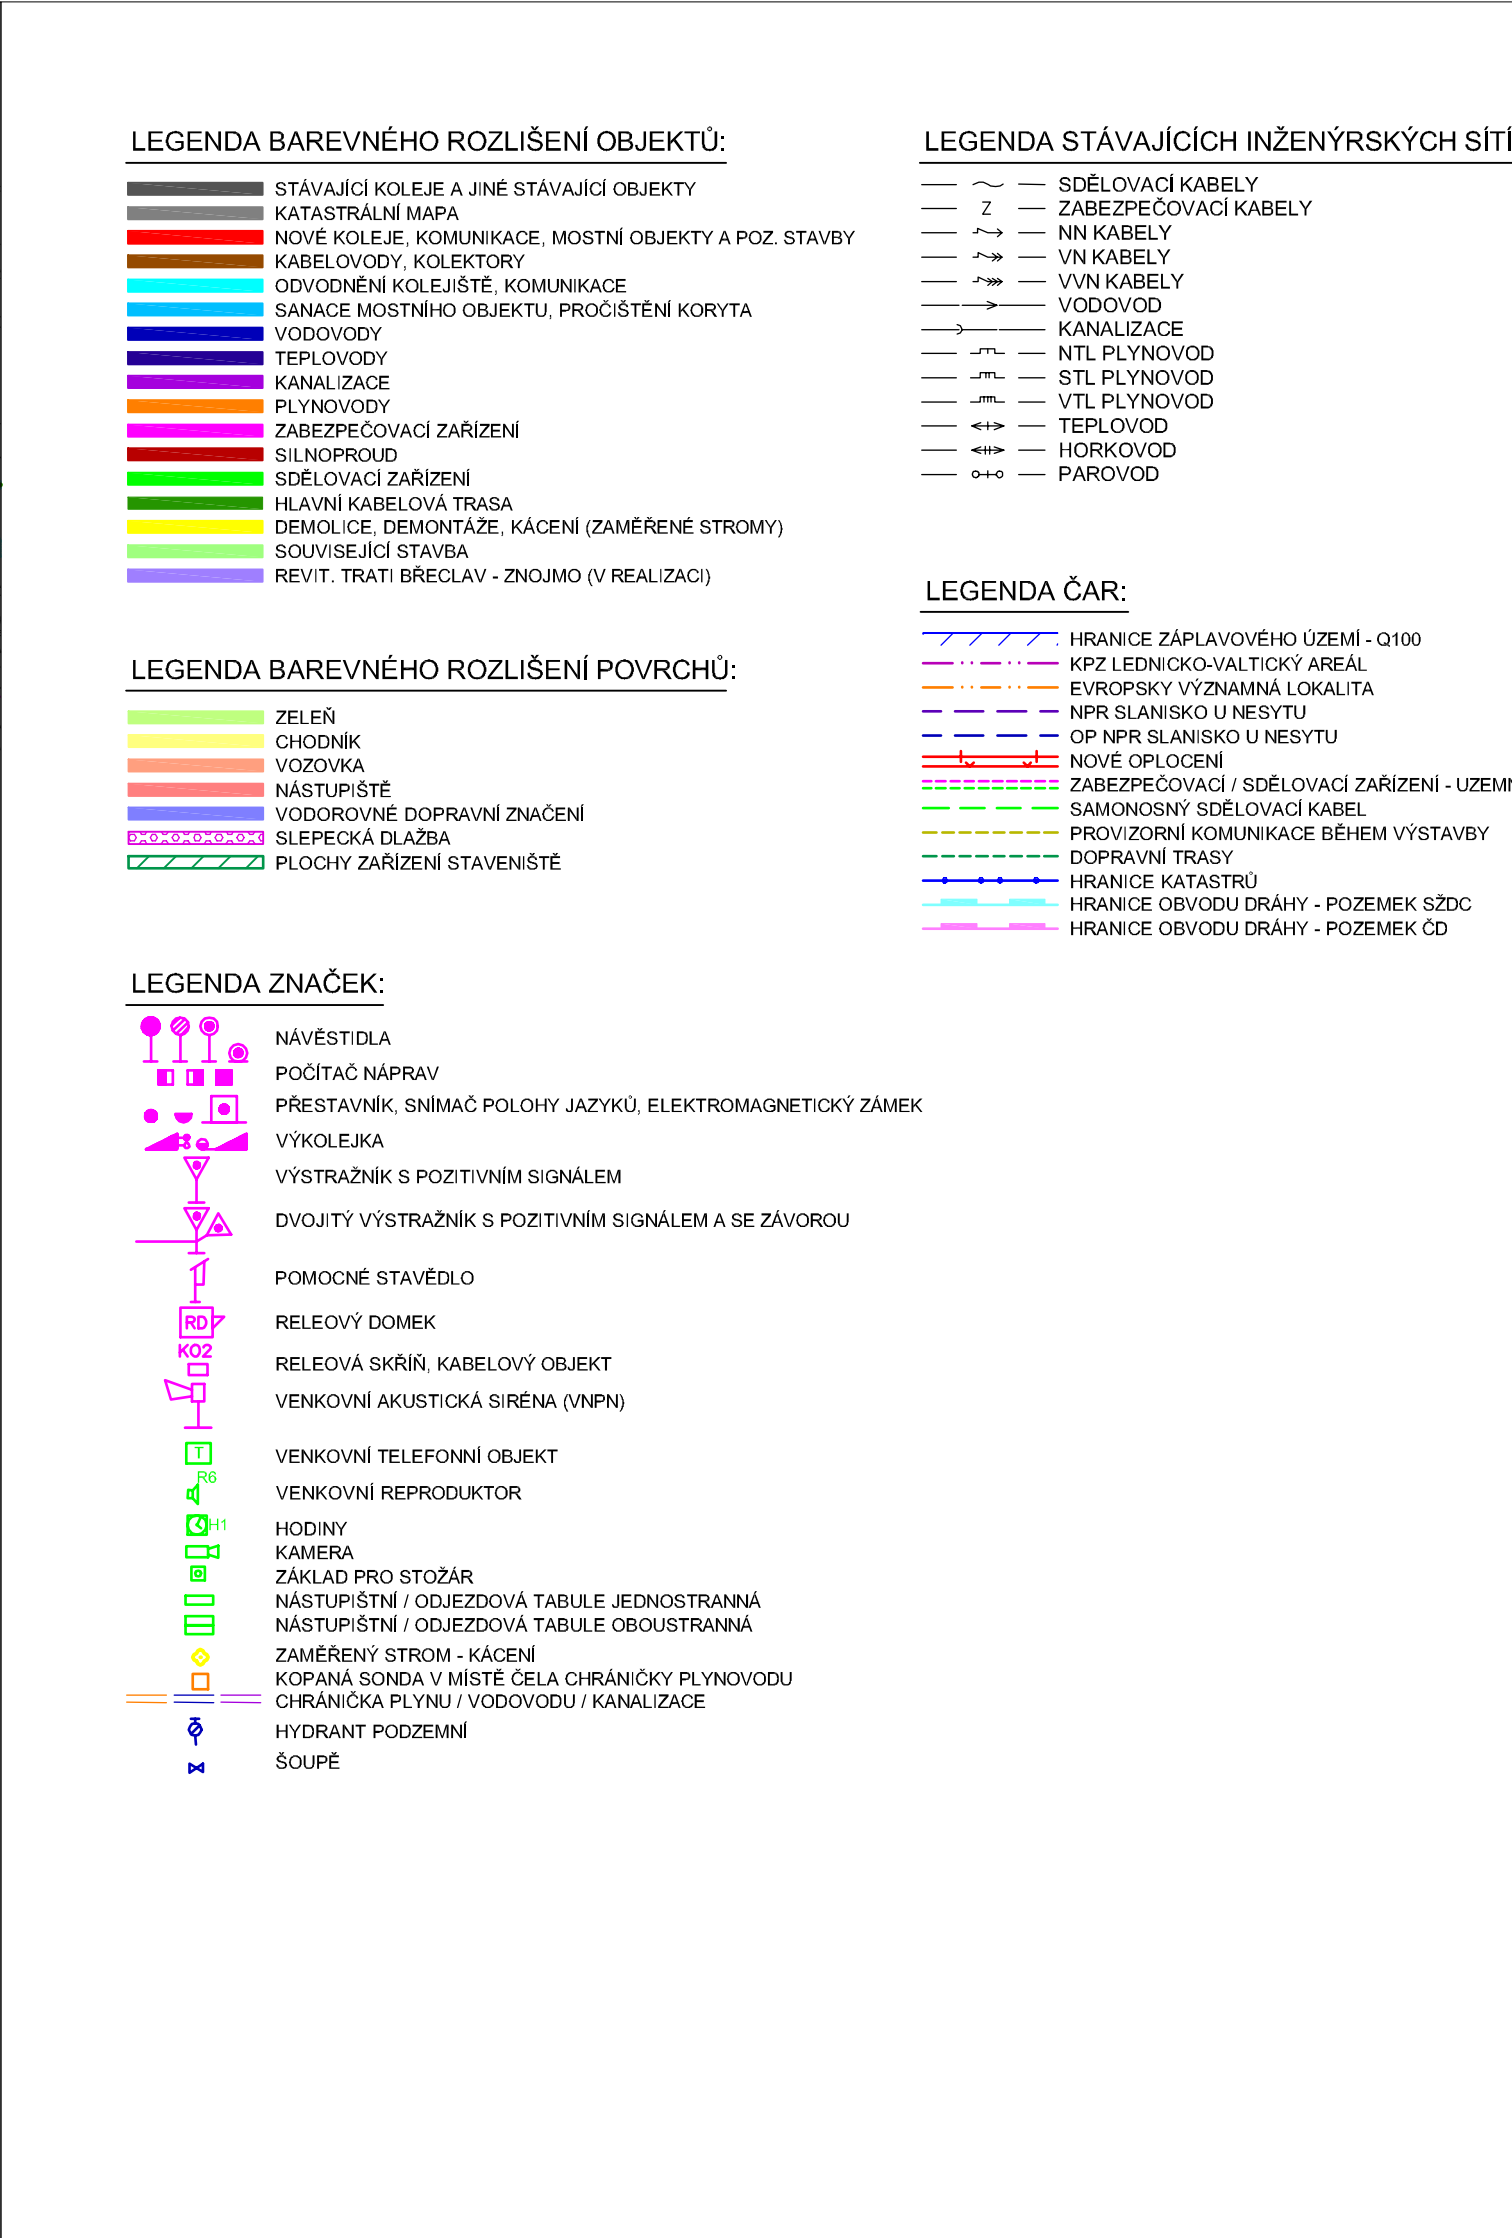 LEGENDA BAREVNÉHO ROZLIŠENÍ OBJEKTŮ:
STÁVAJÍCÍ KOLEJE A JINÉ STÁVAJÍCÍ OBJEKTY
KATASTRÁLNÍ MAPA
NOVÉ KOLEJE, KOMUNIKACE, MOSTNÍ OBJEKTY A POZ. STAVBY
KABELOVODY, KOLEKTORY
ODVODNĚNÍ KOLEJIŠTĚ, KOMUNIKACE
SANACE MOSTNÍHO OBJEKTU, PROČIŠTĚNÍ KORYTA
VODOVODY
TEPLOVODY
KANALIZACE
PLYNOVODY
ZABEZPEČOVACÍ ZAŘÍZENÍ
SILNOPROUD
SDĚLOVACÍ ZAŘÍZENÍ
HLAVNÍ KABELOVÁ TRASA
DEMOLICE, DEMONTÁŽE, KÁCENÍ (ZAMĚŘENÉ STROMY)
SOUVISEJÍCÍ STAVBA
REVIT. TRATI BŘECLAV - ZNOJMO (V REALIZACI)
LEGENDA BAREVNÉHO ROZLIŠENÍ POVRCHŮ:
ZELEŇ
CHODNÍK
VOZOVKA
NÁSTUPIŠTĚ
VODOROVNÉ DOPRAVNÍ ZNAČENÍ
SLEPECKÁ DLAŽBA
PLOCHY ZAŘÍZENÍ STAVENIŠTĚ
LEGENDA ZNAČEK:
NÁVĚSTIDLA
POČÍTAČ NÁPRAV
PŘESTAVNÍK, SNÍMAČ POLOHY JAZYKŮ, ELEKTROMAGNETICKÝ ZÁMEK
VÝKOLEJKA
VÝSTRAŽNÍK S POZITIVNÍM SIGNÁLEM
DVOJITÝ VÝSTRAŽNÍK S POZITIVNÍM SIGNÁLEM A SE ZÁVOROU
POMOCNÉ STAVĚDLO
RD RELEOVÝ DOMEK
KO2
RELEOVÁ SKŘÍŇ, KABELOVÝ OBJEKT
VENKOVNÍ AKUSTICKÁ SIRÉNA (VNPN)
T VENKOVNÍ TELEFONNÍ OBJEKT
R6
VENKOVNÍ REPRODUKTOR
H1 HODINY
KAMERA
ZÁKLAD PRO STOŽÁR
NÁSTUPIŠTNÍ / ODJEZDOVÁ TABULE JEDNOSTRANNÁ
NÁSTUPIŠTNÍ / ODJEZDOVÁ TABULE OBOUSTRANNÁ
ZAMĚŘENÝ STROM - KÁCENÍ
KOPANÁ SONDA V MÍSTĚ ČELA CHRÁNIČKY PLYNOVODU
CHRÁNIČKA PLYNU / VODOVODU / KANALIZACE
HYDRANT PODZEMNÍ
ŠOUPĚ
LEGENDA STÁVAJÍCÍCH INŽENÝRSKÝCH SÍTÍ
SDĚLOVACÍ KABELY
Z ZABEZPEČOVACÍ KABELY
NN KABELY
VN KABELY
VVN KABELY
VODOVOD
KANALIZACE
NTL PLYNOVOD
STL PLYNOVOD
VTL PLYNOVOD
TEPLOVOD
HORKOVOD
PAROVOD
LEGENDA ČAR:
HRANICE ZÁPLAVOVÉHO ÚZEMÍ - Q100
KPZ LEDNICKO-VALTICKÝ AREÁL
EVROPSKY VÝZNAMNÁ LOKALITA
NPR SLANISKO U NESYTU
OP NPR SLANISKO U NESYTU
NOVÉ OPLOCENÍ
ZABEZPEČOVACÍ / SDĚLOVACÍ ZAŘÍZENÍ -
SAMONOSNÝ SDĚLOVACÍ KABEL
PROVIZORNÍ KOMUNIKACE BĚHEM VÝSTAVBY
DOPRAVNÍ TRASY
HRANICE KATASTRŮ
HRANICE OBVODU DRÁHY - POZEMEK SŽDC
HRANICE OBVODU DRÁHY - POZEMEK ČD